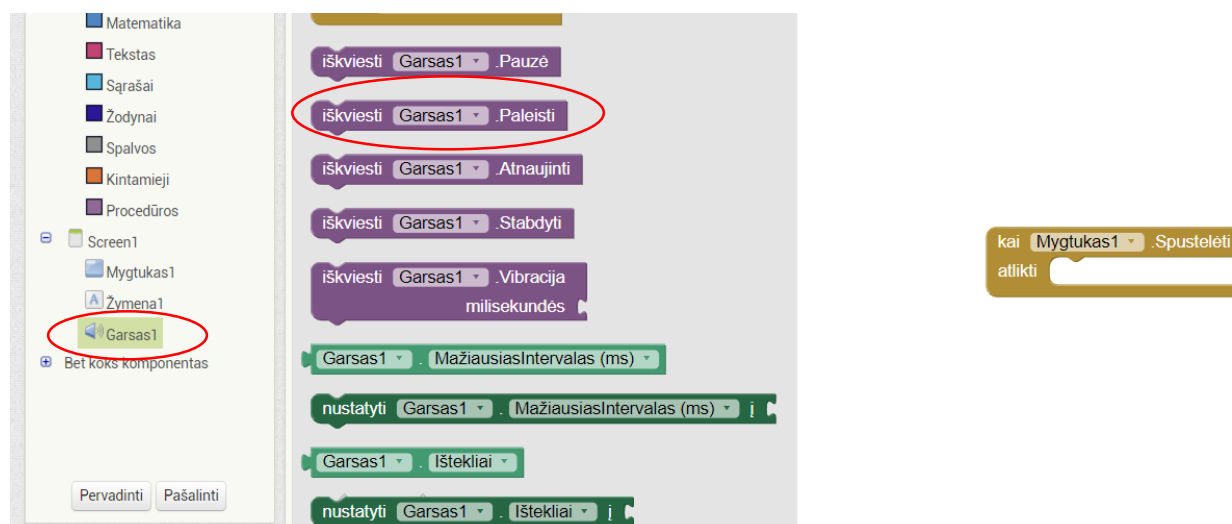 Matematika
Tekstas
Sąrašai
Žodynai
Spalvos
Kintamieji
Procedūros
Screen1
Mygtukas1
A Žymena1
Garsas1
Bet koks komponentas
Pervadinti Pašalinti
iškviesti Garsas1 .Pauzė
iškviesti Garsas1 .Paleisti
iškviesti Garsas1 .Atnaujinti
iškviesti Garsas1 .Stabdyti
iškviesti Garsas1 .Vibracija
milisekundės
Garsas1 . MažiausiasIntervalas (ms)
nustatyti Garsas1 . MažiausiasIntervalas (ms) į
Garsas1 . Ištekliai
nustatyti Garsas1 . Ištekliai į
kai Mygtukas1 .Spustelėti
atlikti